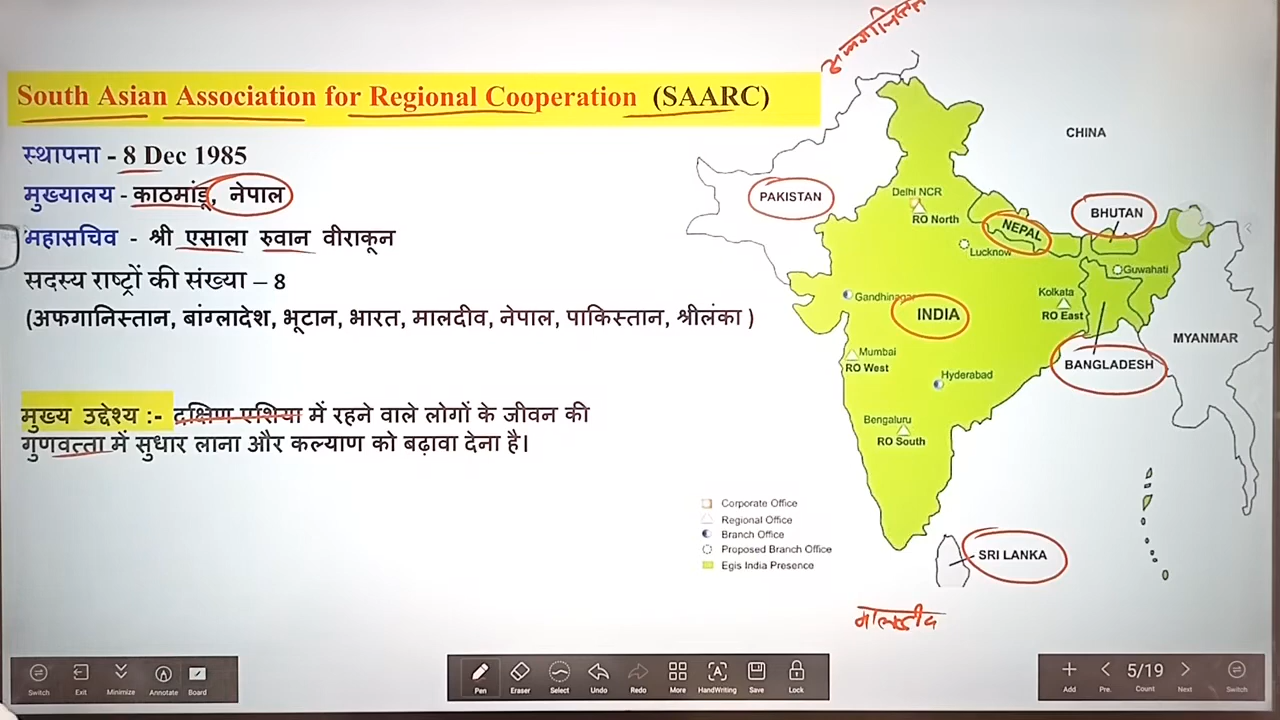 South Asian Association for Regional Cooperation (SAARC)
स्थापना - 8 Dec 1985
मुख्यालय - काठमांडू, नेपाल
महासचिव - श्री एसाला रुवान वीराकून
सदस्य राष्ट्रों की संख्या – 8
(अफगानिस्तान, बांग्लादेश, भूटान, भारत, मालदीव, नेपाल, पाकिस्तान, श्रीलंका )
मुख्य उद्देश्य :- दक्षिण एशिया में रहने वाले लोगों के जीवन की
गुणवत्ता में सुधार लाना और कल्याण को बढ़ावा देना है।
CHINA
PAKISTAN
Delhi NCR
RO North
BHUTAN
NEPAL
Lucknow
Guwahati
Gandhinagar
Kolkata
RO East
INDIA
MYANMAR
Mumbai
RO West
BANGLADESH
Hyderabad
Bengaluru
RO South
Corporate Office
Regional Office
Branch Office
Proposed Branch Office
Egis India Presence
SRI LANKA
मालदीव
Switch
Exit
Minimize
Annotate
Board
Pen
Eraser
Select
Undo
Redo
More
HandWriting
Save
Lock
Add
Pre.
5/19
Count
Next
Switch